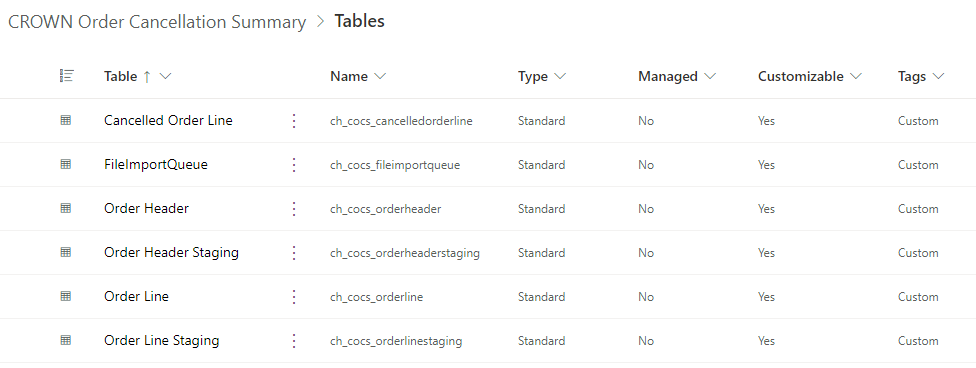 CROWN Order Cancellation Summary > Tables
Table ↑ Name Type Managed Customizable Tags
Cancelled Order Line ch_cocs_cancelledorderline Standard No Yes Custom
FileImportQueue ch_cocs_fileimportqueue Standard No Yes Custom
Order Header ch_cocs_orderheader Standard No Yes Custom
Order Header Staging ch_cocs_orderheaderstaging Standard No Yes Custom
Order Line ch_cocs_orderline Standard No Yes Custom
Order Line Staging ch_cocs_orderlinestaging Standard No Yes Custom